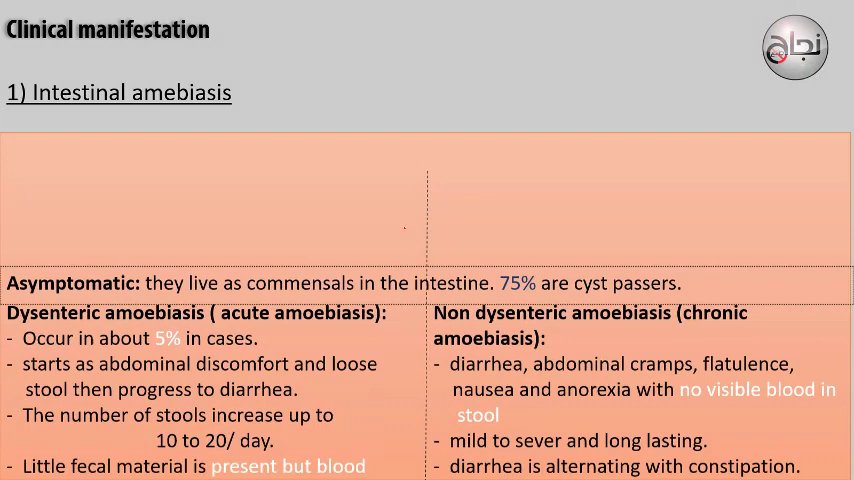 Clinical manifestation
نجاح
1) Intestinal amebiasis
Asymptomatic: they live as commensals in the intestine. 75% are cyst passers.
Dysenteric amoebiasis ( acute amoebiasis):
- Occur in about 5% in cases.
- starts as abdominal discomfort and loose
stool then progress to diarrhea.
- The number of stools increase up to
10 to 20/ day.
- Little fecal material is present but blood
Non dysenteric amoebiasis (chronic
amoebiasis):
- diarrhea, abdominal cramps, flatulence,
nausea and anorexia with no visible blood in
stool
- mild to sever and long lasting.
- diarrhea is alternating with constipation.